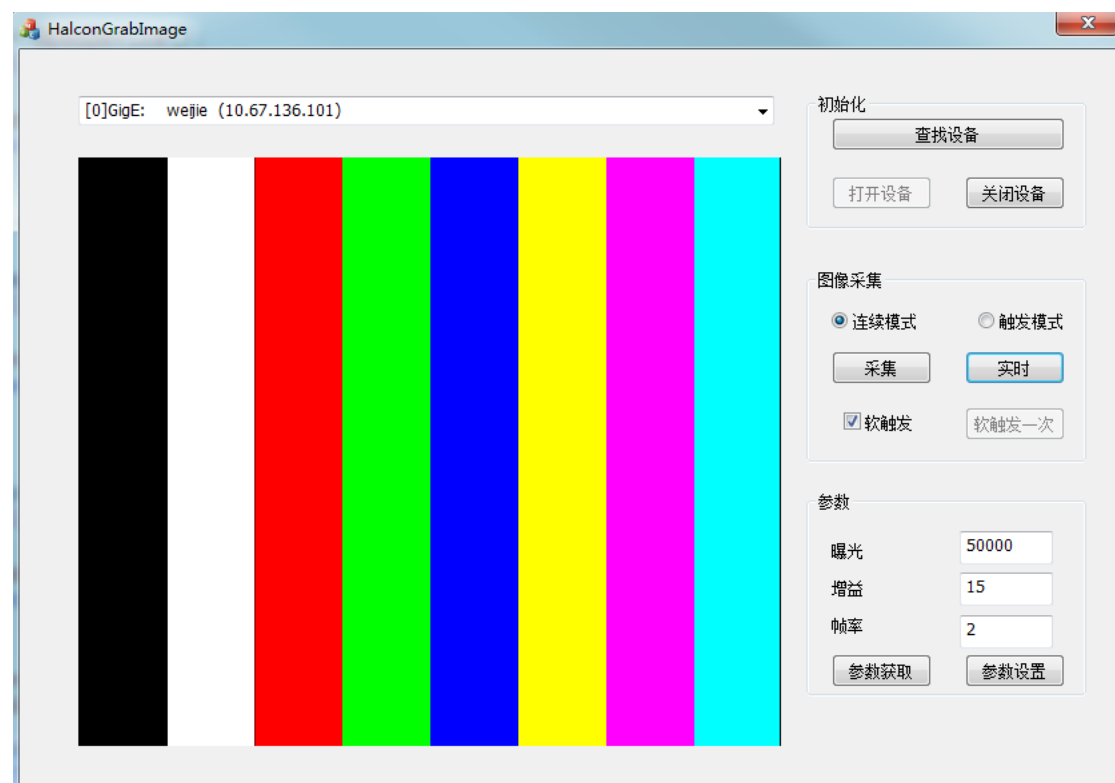 HalconGrabImage
[0]GigE: weijie (10.67.136.101)
初始化
查找设备
打开设备 关闭设备
图像采集
连续模式 触发模式
采集 实时
软触发 软触发一次
参数
曝光 50000
增益 15
帧率 2
参数获取 参数设置